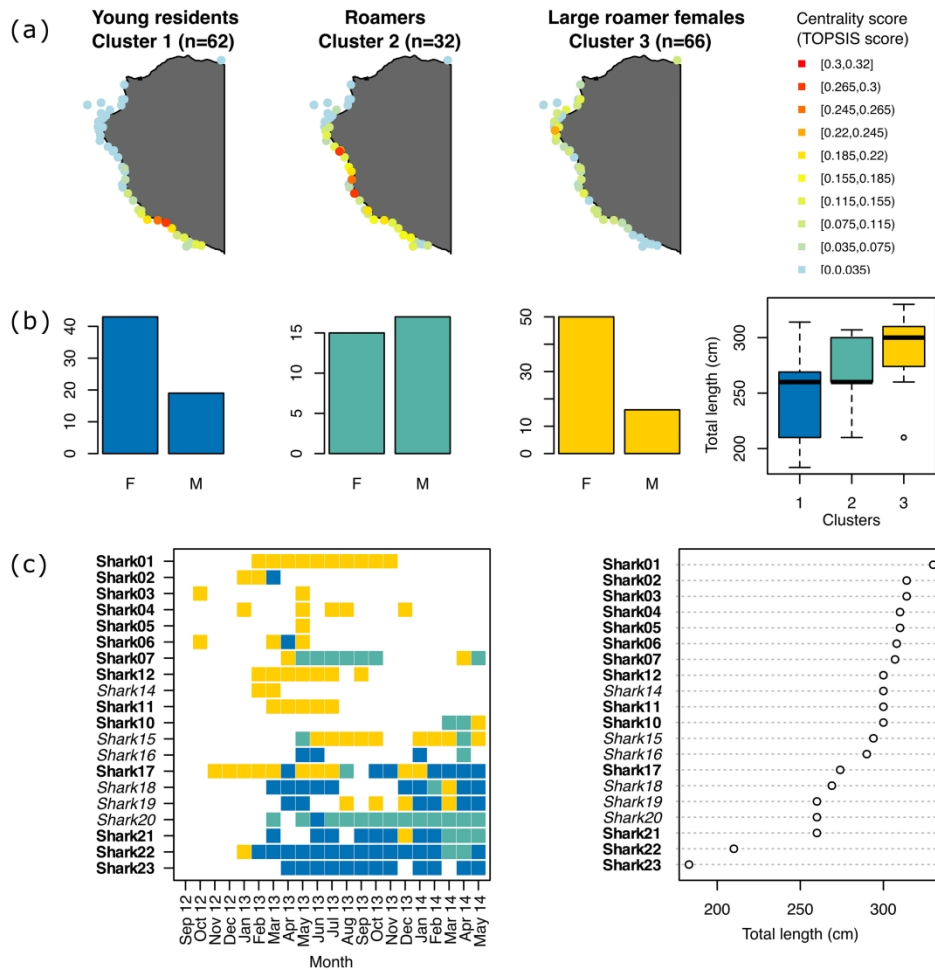 (a)
Young residents
Cluster 1 (n=62)
Roamers
Cluster 2 (n=32)
Large roamer females
Cluster 3 (n=66)
Centrality score
(TOPSIS score)
[0.3,0.32]
[0.265,0.3)
[0.245,0.265)
[0.22,0.245)
[0.185,0.22)
[0.155,0.185)
[0.115,0.155)
[0.075,0.115)
[0.035,0.075)
[0,0.035)
(b)
0 10 20 30 40
F M
0 5 10 15
F M
0 10 30 50
F M
Total length (cm)
200 250 300
1 2 3
Clusters
(c)
Shark01
Shark02
Shark03
Shark04
Shark05
Shark06
Shark07
Shark12
Shark14
Shark11
Shark10
Shark15
Shark16
Shark17
Shark18
Shark19
Shark20
Shark21
Shark22
Shark23
Sep 12
Oct 12
Nov 12
Dec 12
Jan 13
Feb 13
Mar 13
Apr 13
May 13
Jun 13
Jul 13
Aug 13
Sep 13
Oct 13
Nov 13
Dec 13
Jan 14
Feb 14
Mar 14
Apr 14
May 14
Month
Shark01
Shark02
Shark03
Shark04
Shark05
Shark06
Shark07
Shark12
Shark14
Shark11
Shark10
Shark15
Shark16
Shark17
Shark18
Shark19
Shark20
Shark21
Shark22
Shark23
200 250 300
Total length (cm)